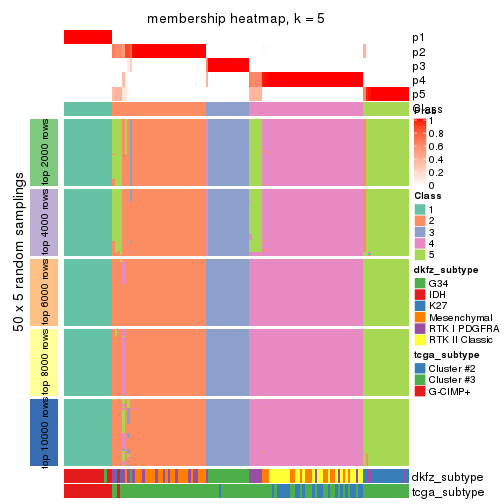 membership heatmap, k = 5
p1
p2
p3
p4
p5
Class
Prob
1
0.8
0.6
0.4
0.2
0
Class
1
2
3
4
5
dkfz_subtype
G34
IDH
K27
Mesenchymal
RTK I PDGFRA
RTK II Classic
tcga_subtype
Cluster #2
Cluster #3
G-CIMP+
50 x 5 random samplings
top 2000 rows
top 4000 rows
top 6000 rows
top 8000 rows
top 10000 rows
dkfz_subtype
tcga_subtype